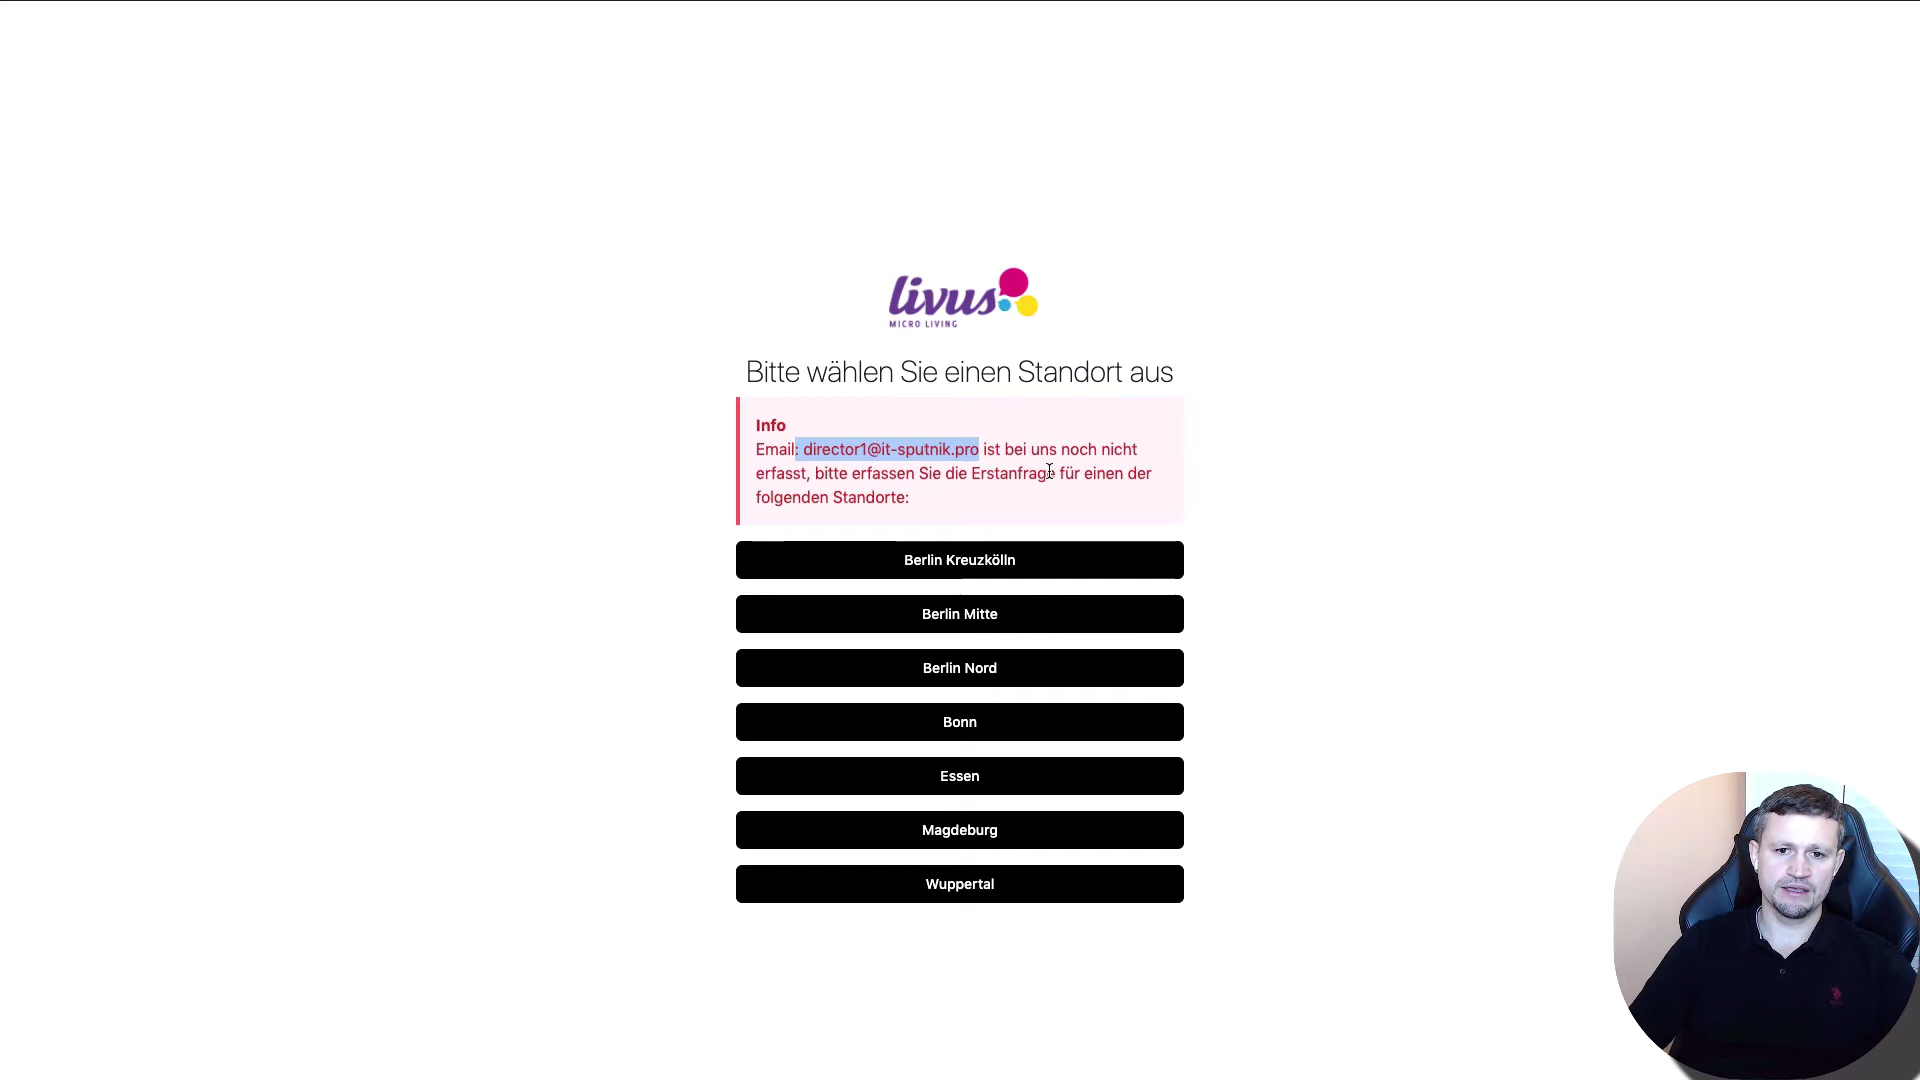 livus
MICRO LIVING
Bitte wählen Sie einen Standort aus
Info
Email: director1@it-sputnik.pro ist bei uns noch nicht
erfasst, bitte erfassen Sie die Erstanfrage für einen der
folgenden Standorte:
Berlin Kreuzkölln
Berlin Mitte
Berlin Nord
Bonn
Essen
Magdeburg
Wuppertal